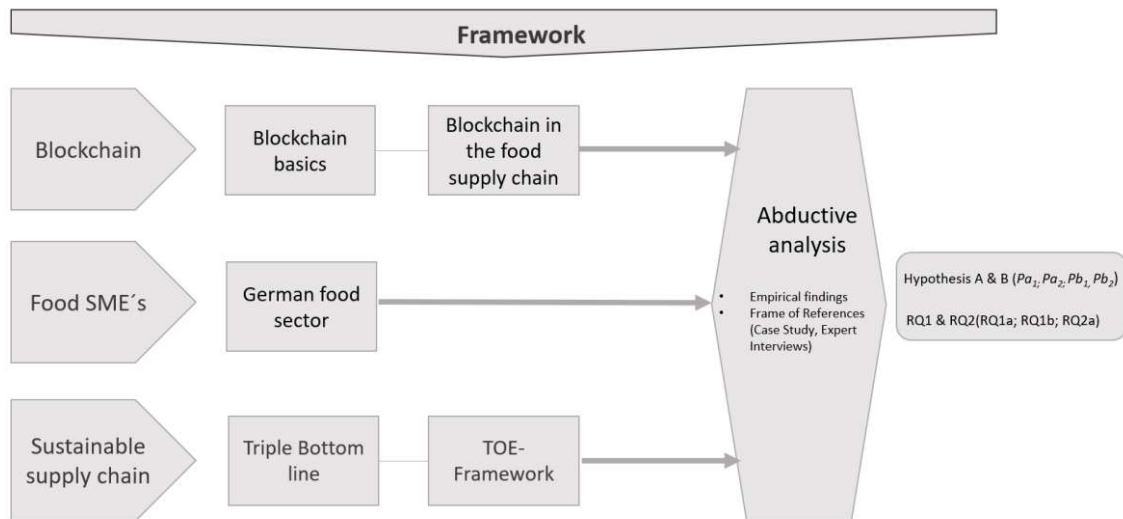 Framework
Blockchain
Blockchain
basics
Blockchain in
the food
supply chain
Food SME´s
German food
sector
Sustainable
supply chain
Triple Bottom
line
TOE-
Framework
Abductive
analysis
• Empirical findings
• Frame of References
(Case Study, Expert
Interviews)
Hypothesis A & B (Pa₁; Pa₂; Pb₁, Pb₂)
RQ1 & RQ2(RQ1a; RQ1b; RQ2a)